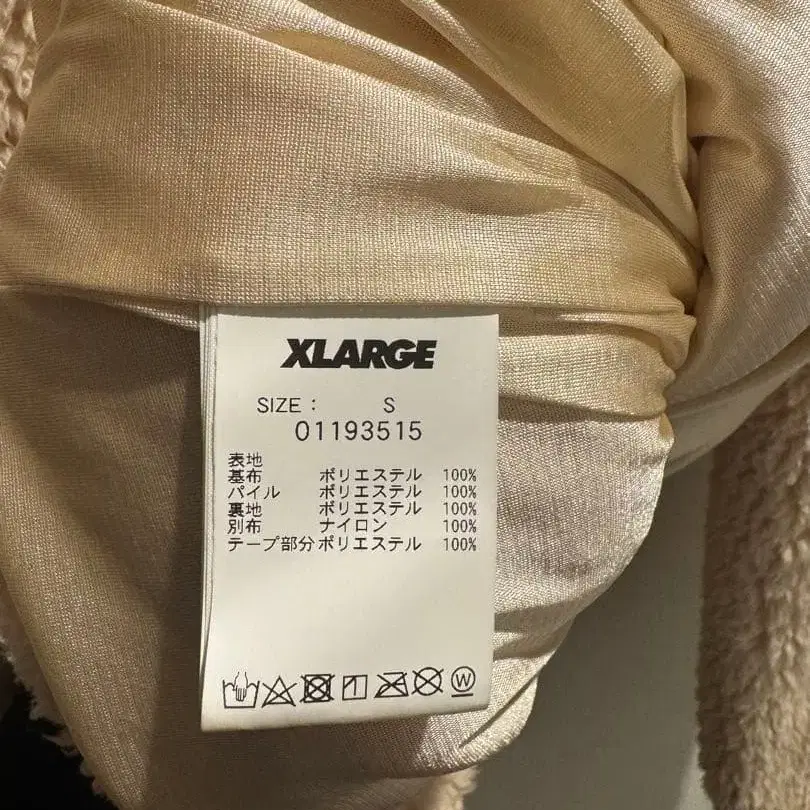 XLARGE
SIZE : S
01193515
表地
基布 ポリエステル 100%
パイル ポリエステル 100%
裏地 ポリエステル 100%
別布 ナイロン 100%
テープ部分 ポリエステル 100%
W